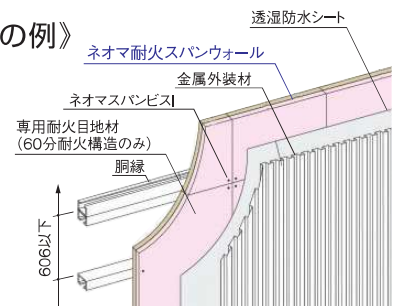 の例》
透湿防水シート
ネオマ耐火スパンウォール
金属外装材
ネオマスパンビスI
専用耐火目地材
(60分耐火構造のみ)
胴縁
606以下